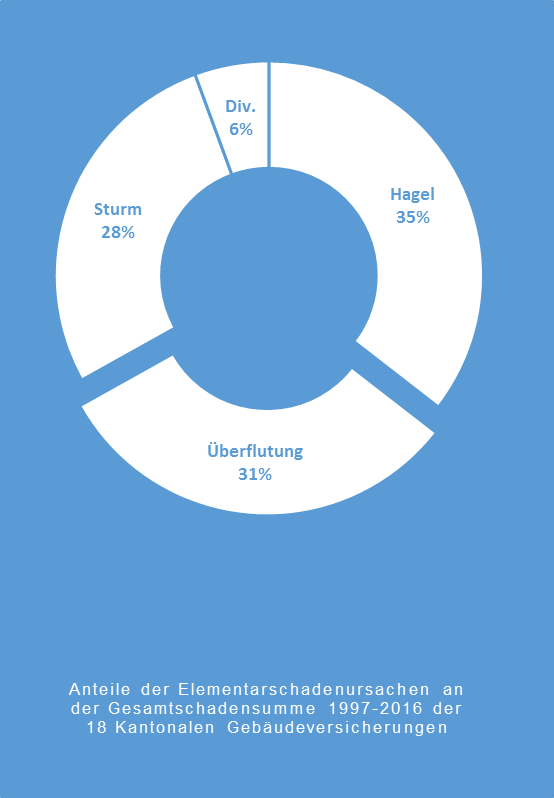 Div.
6%
Hagel
35%
Sturm
28%
Überflutung
31%
Anteile der Elementarschadenursachen an
der Gesamtschadensumme 1997-2016 der
18 Kantonalen Gebäudeversicherungen